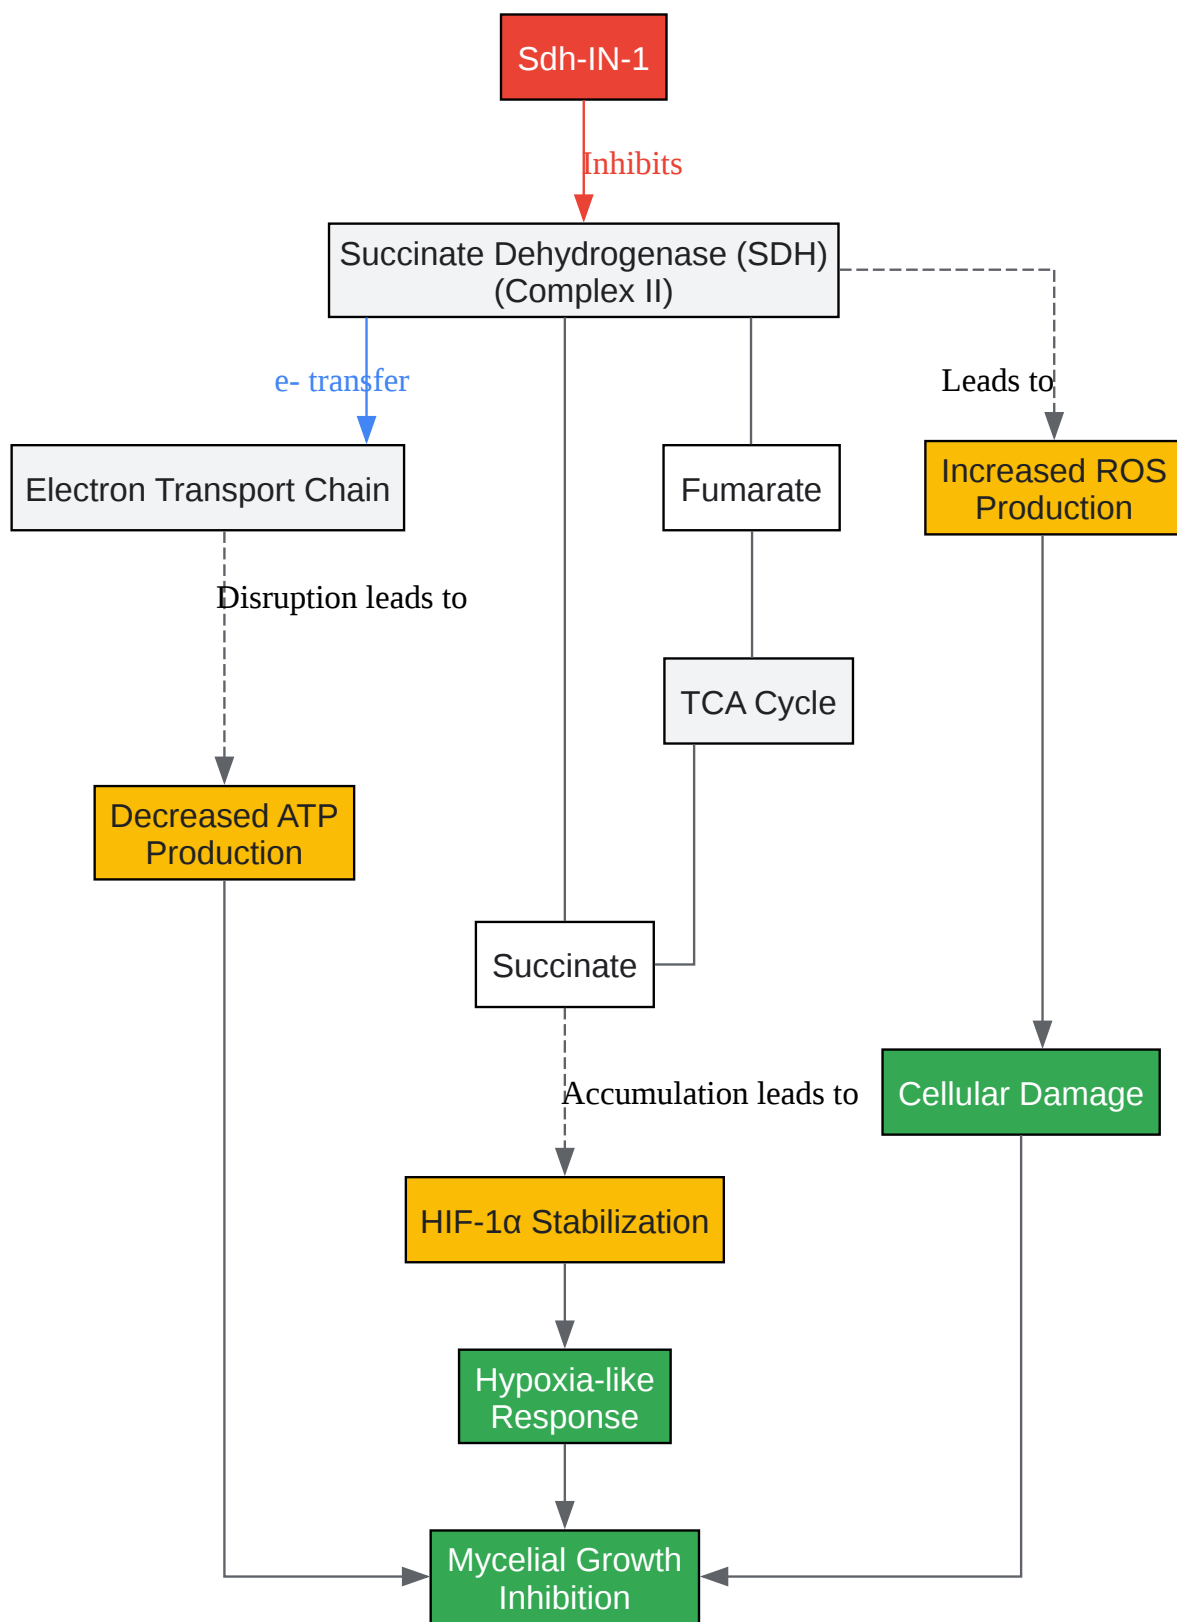 Sdh-IN-1
Inhibits
Succinate Dehydrogenase (SDH)
(Complex II)
e- transfer
Leads to
Electron Transport Chain
Fumarate
Increased ROS
Production
Disruption leads to
TCA Cycle
Decreased ATP
Production
Succinate
Accumulation leads to
Cellular Damage
HIF-1α Stabilization
Hypoxia-like
Response
Mycelial Growth
Inhibition